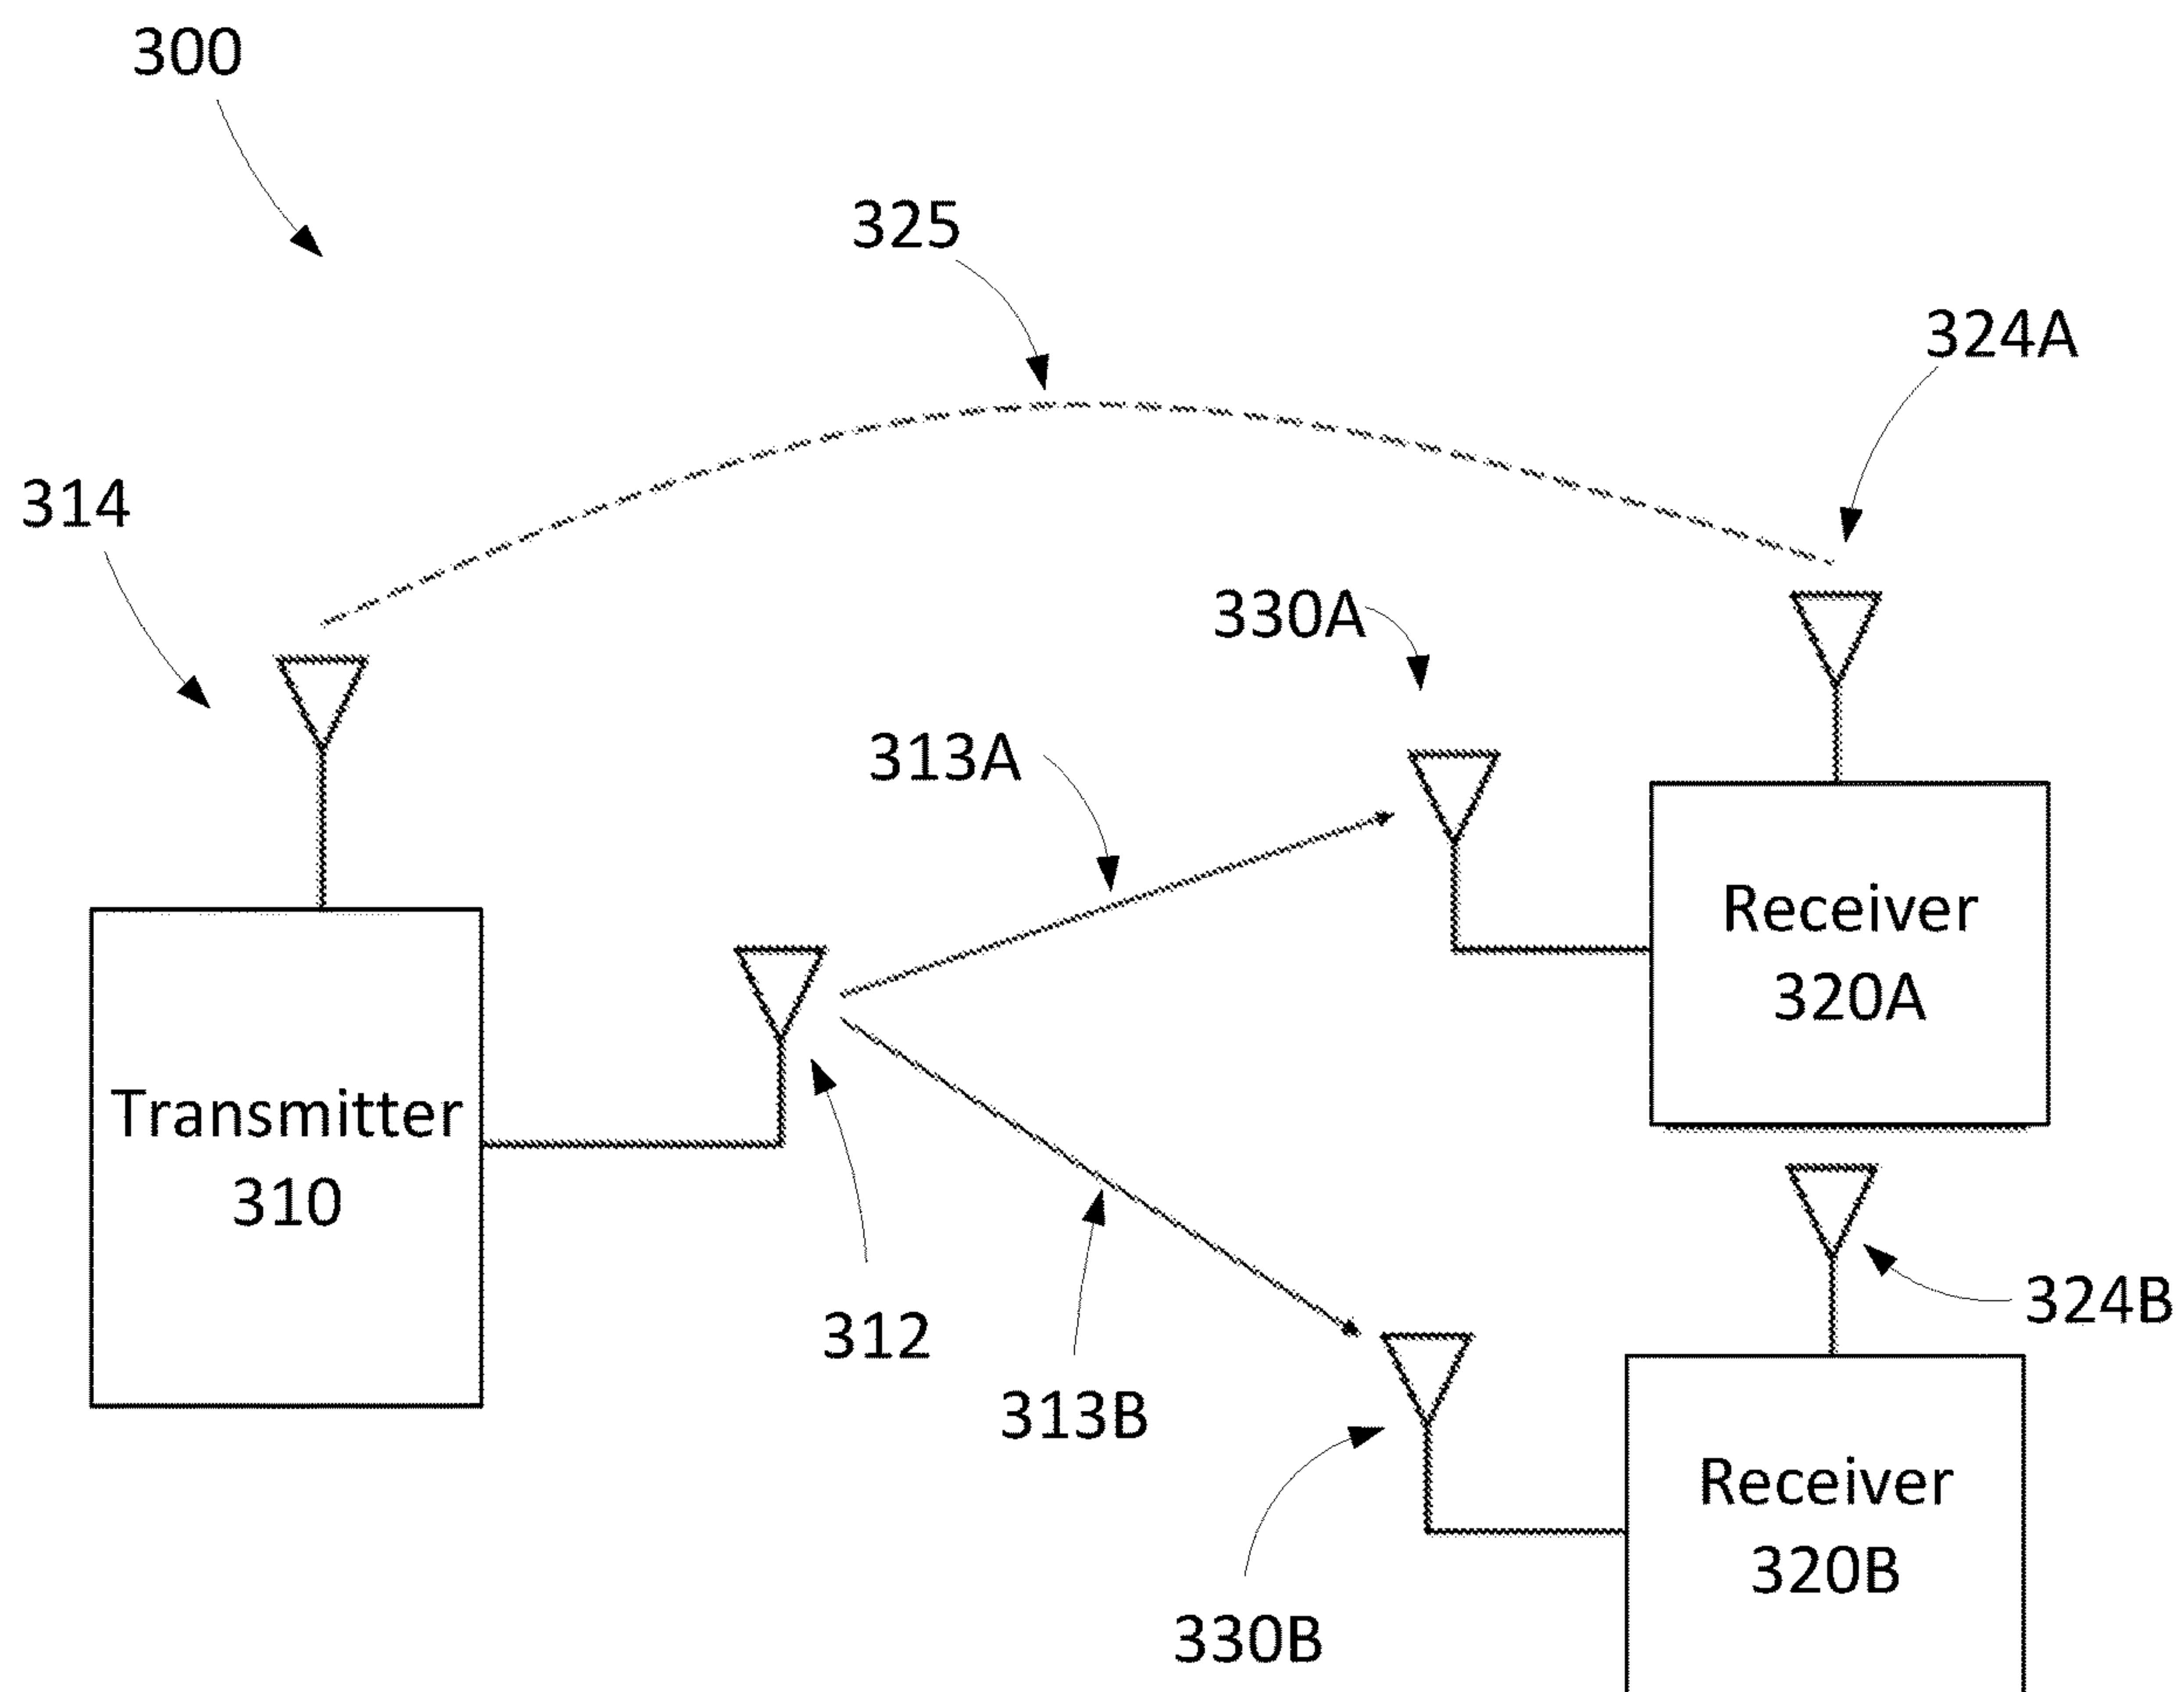 300
325
324A
314
330A
313A
Receiver
320A
Transmitter
310
324B
312
313B
Receiver
320B
330B